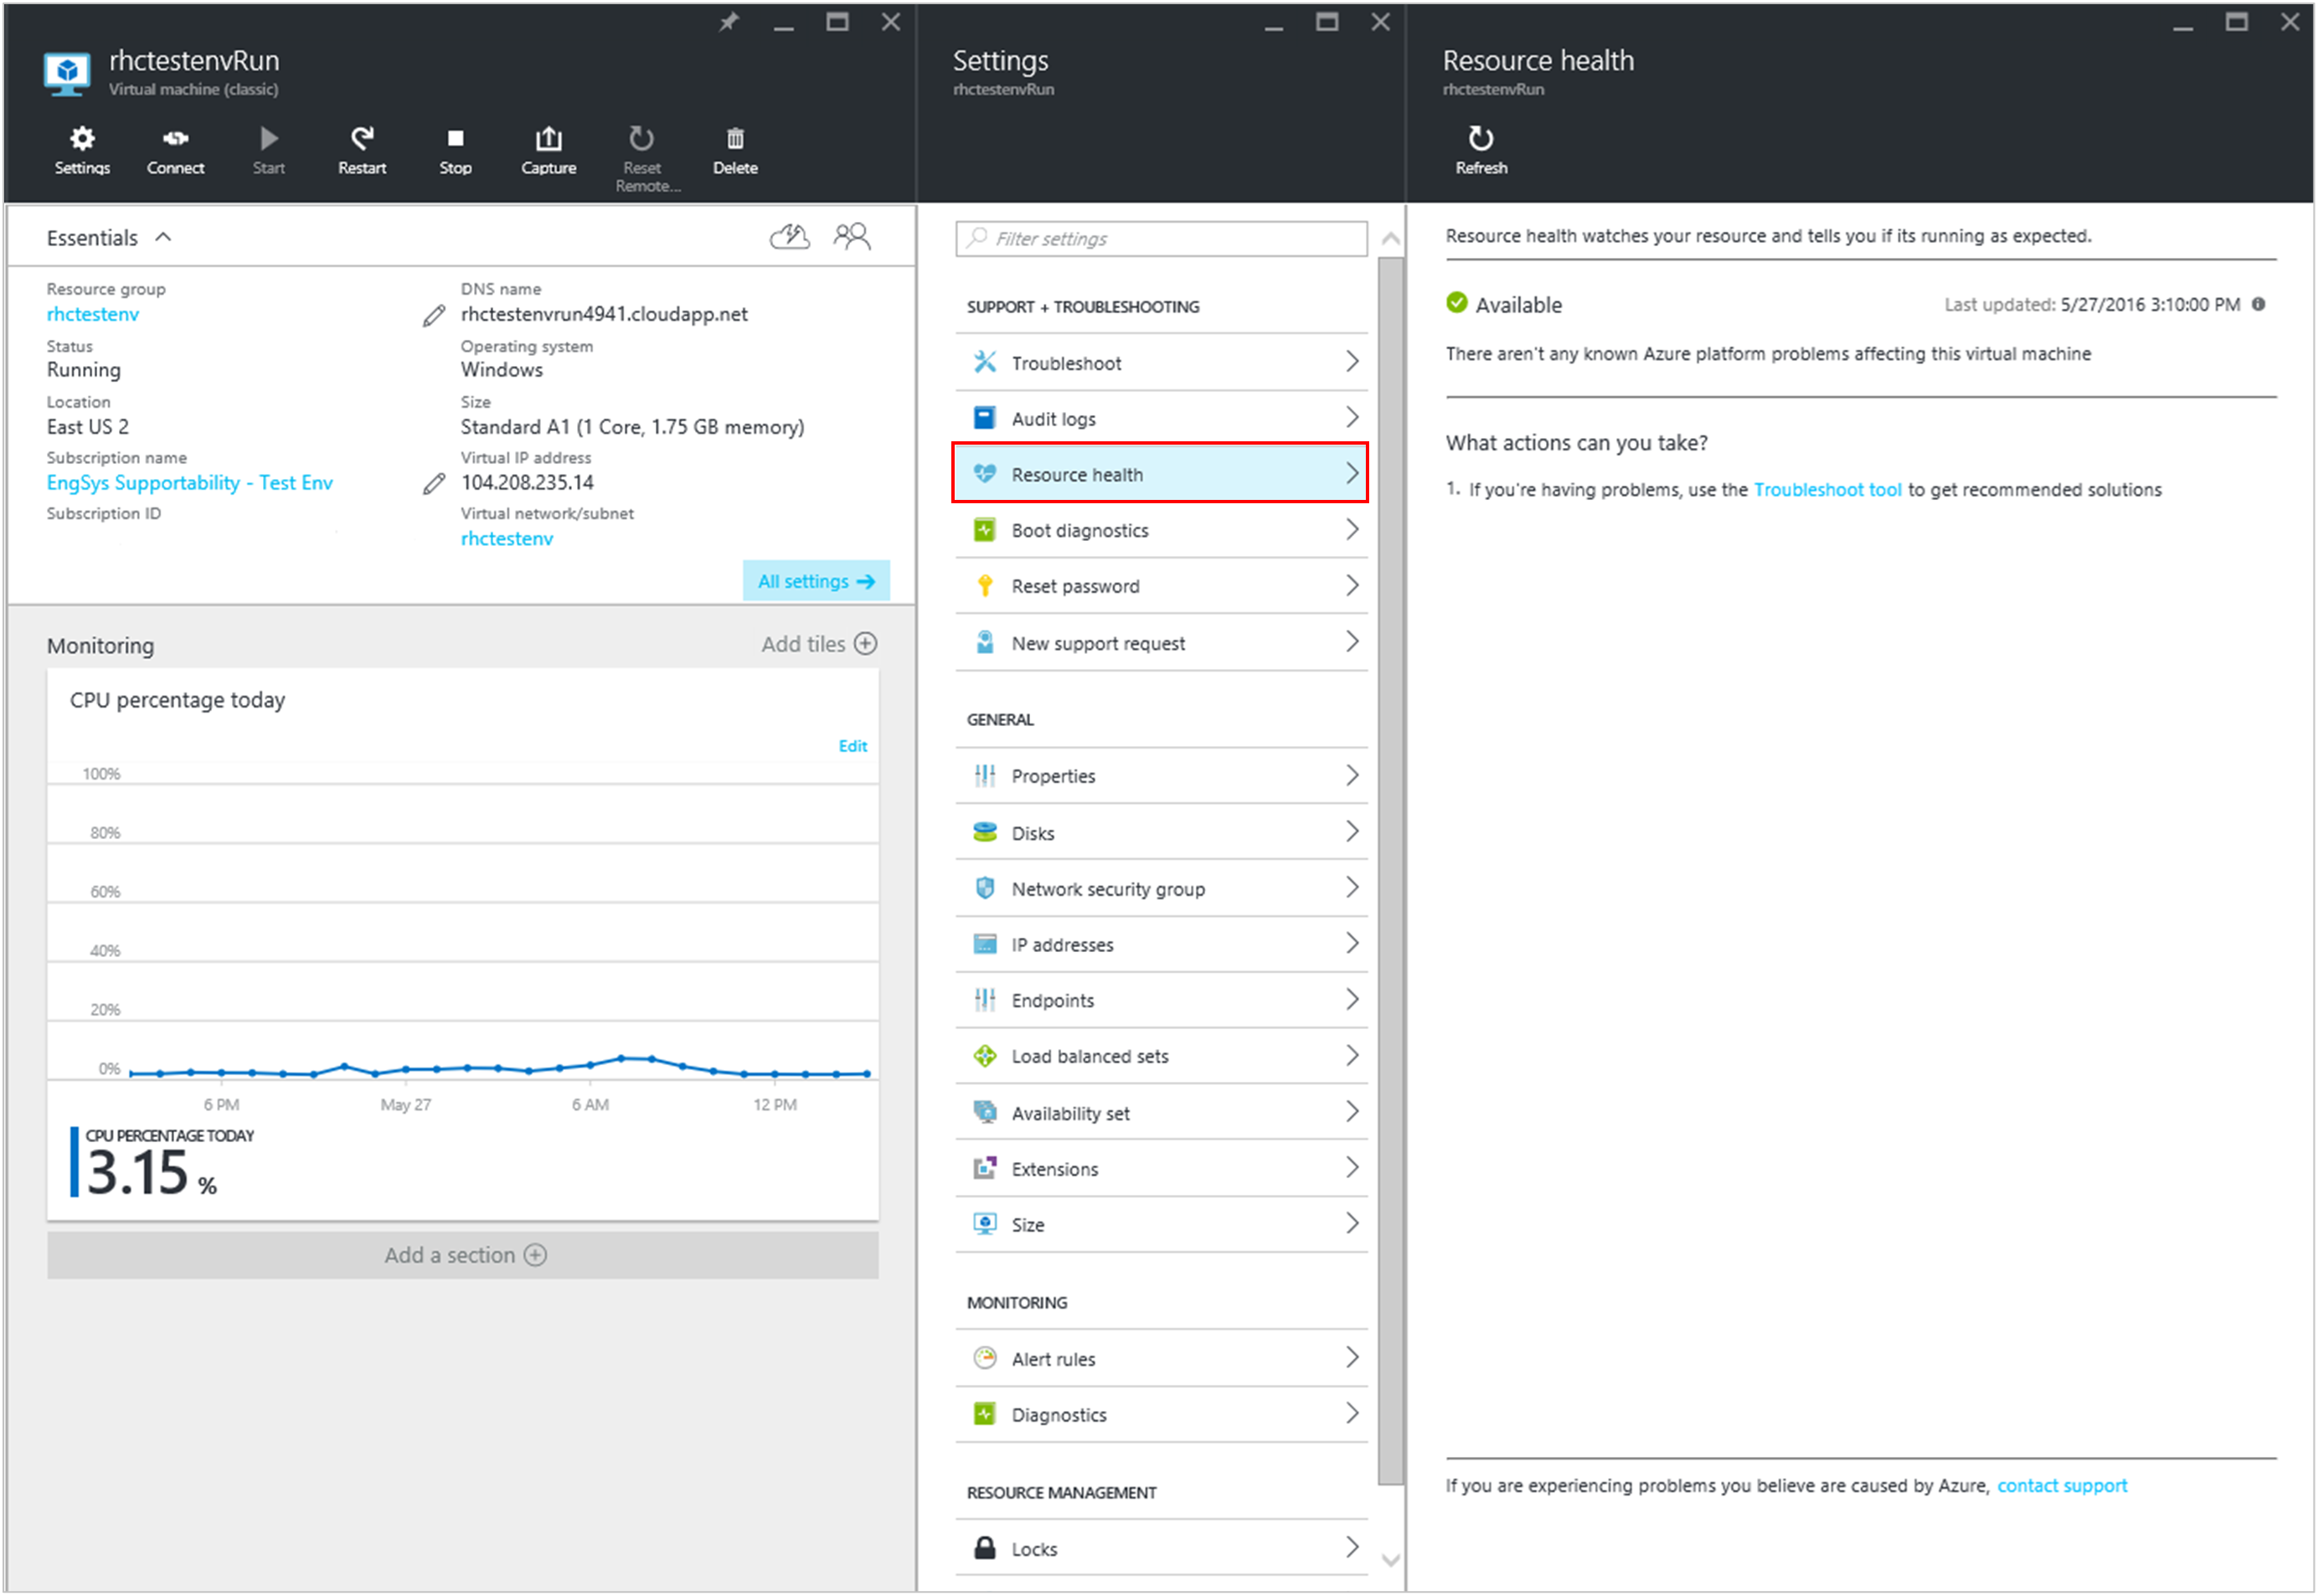 rhctestenvRun
Virtual machine (classic)
Settings
Connect
Start
Restart
Stop
Capture
Reset
Remote...
Delete
Essentials
Resource group
rhctestenv
Status
Running
Location
East US 2
Subscription name
EngSys Supportability - Test Env
Subscription ID
DNS name
rhctestenvrun4941.cloudapp.net
Operating system
Windows
Size
Standard A1 (1 Core, 1.75 GB memory)
Virtual IP address
104.208.235.14
Virtual network/subnet
rhctestenv
All settings
Monitoring
Add tiles
CPU percentage today
Edit
100%
80%
60%
40%
20%
0%
6 PM
May 27
6 AM
12 PM
CPU PERCENTAGE TODAY
3.15 %
Add a section
Settings
rhctestenvRun
Filter settings
SUPPORT + TROUBLESHOOTING
Troubleshoot
Audit logs
Resource health
Boot diagnostics
Reset password
New support request
GENERAL
Properties
Disks
Network security group
IP addresses
Endpoints
Load balanced sets
Availability set
Extensions
Size
MONITORING
Alert rules
Diagnostics
RESOURCE MANAGEMENT
Locks
Resource health
rhctestenvRun
Refresh
Resource health watches your resource and tells you if its running as expected.
Available
Last updated: 5/27/2016 3:10:00 PM
There aren't any known Azure platform problems affecting this virtual machine
What actions can you take?
1. If you're having problems, use the Troubleshoot tool to get recommended solutions
If you are experiencing problems you believe are caused by Azure, contact support